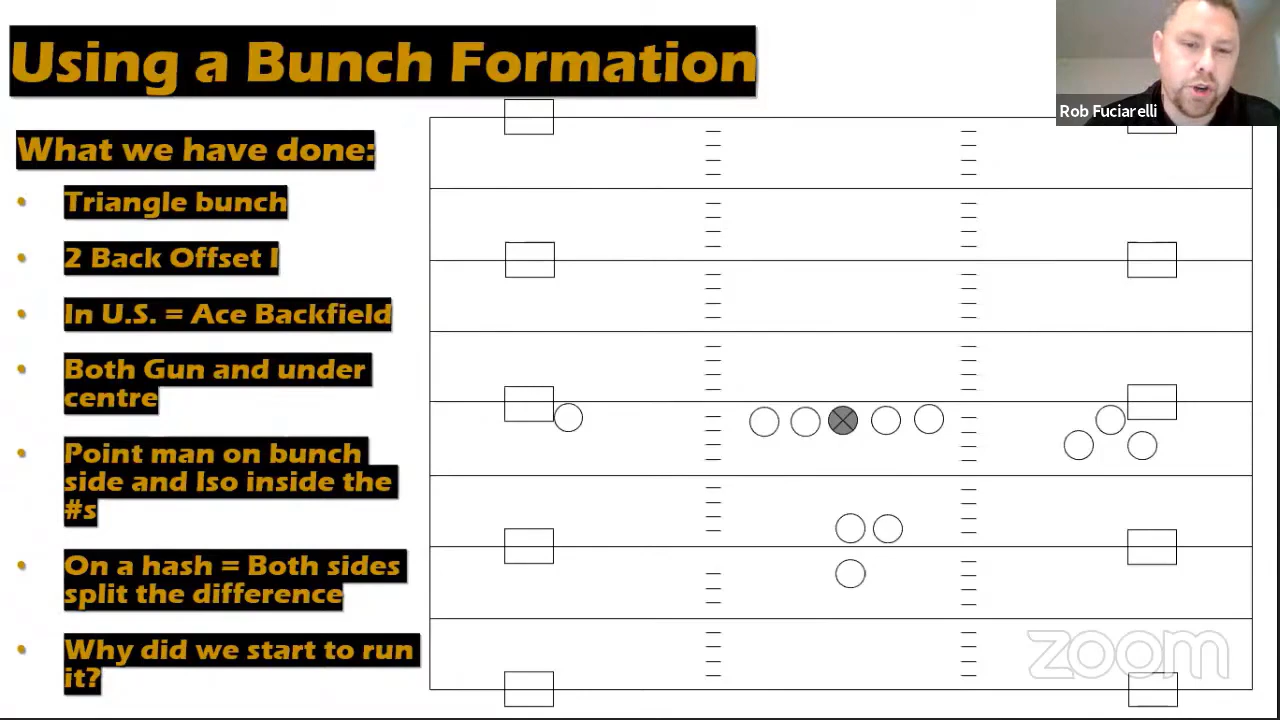 Using a Bunch Formation
Rob Fuciarelli
What we have done:
• Triangle bunch
• 2 Back Offset I
• In U.S. = Ace Backfield
• Both Gun and under
centre
• Point man on bunch
side and Iso inside the
#s
• On a hash = Both sides
split the difference
• Why did we start to run
it?
zoom